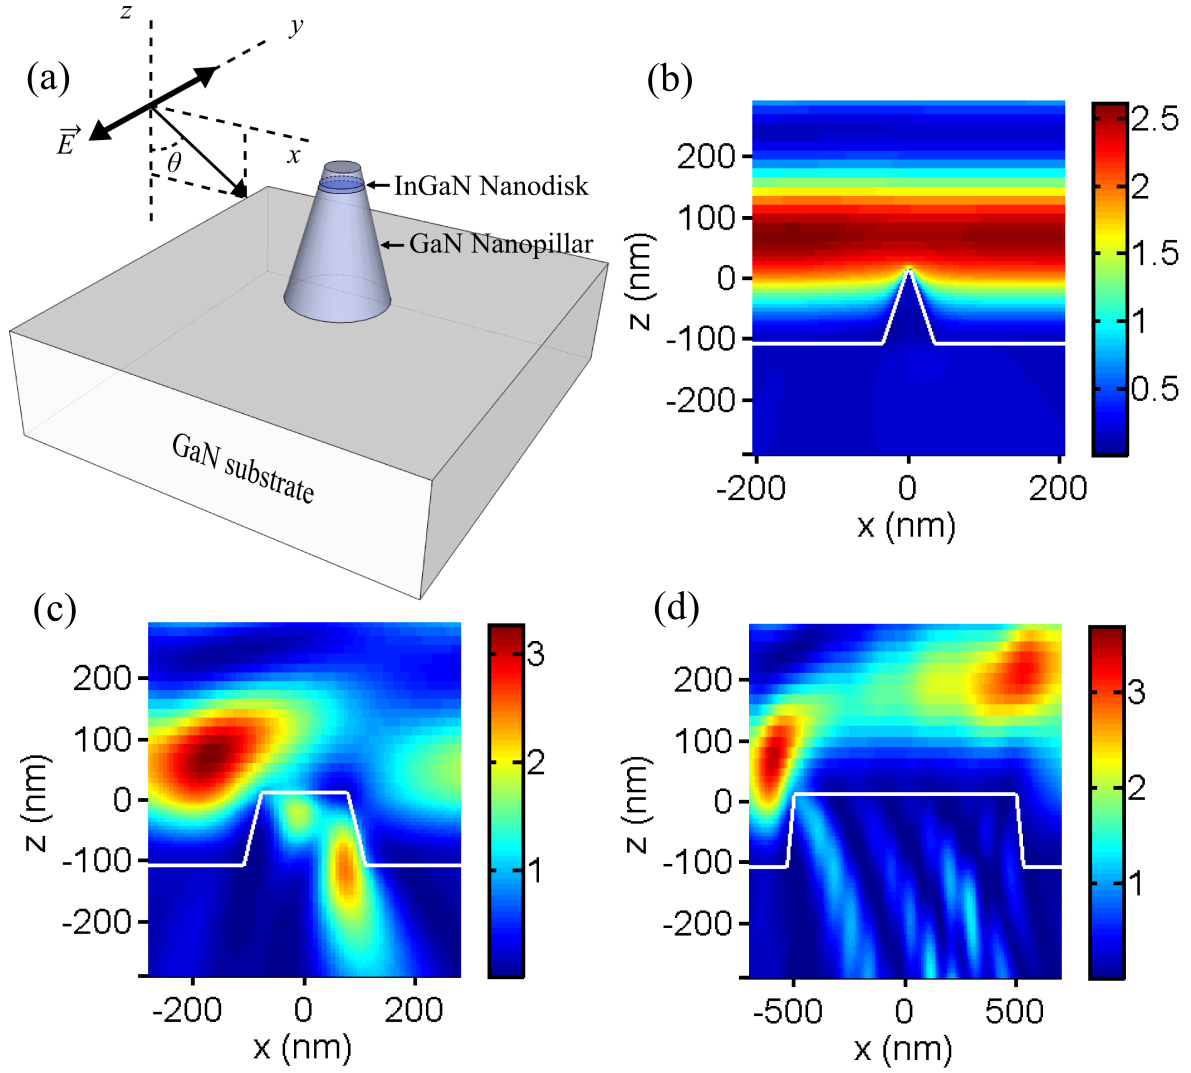 (a)
z
y
E
θ
x
InGaN Nanodisk
GaN Nanopillar
GaN substrate
(b)
200
100
0
-100
-200
z (nm)
-200 0 200
x (nm)
2.5
2
1.5
1
0.5
(c)
200
100
0
-100
-200
z (nm)
-200 0 200
x (nm)
3
2
1
(d)
200
100
0
-100
-200
z (nm)
-500 0 500
x (nm)
3
2
1